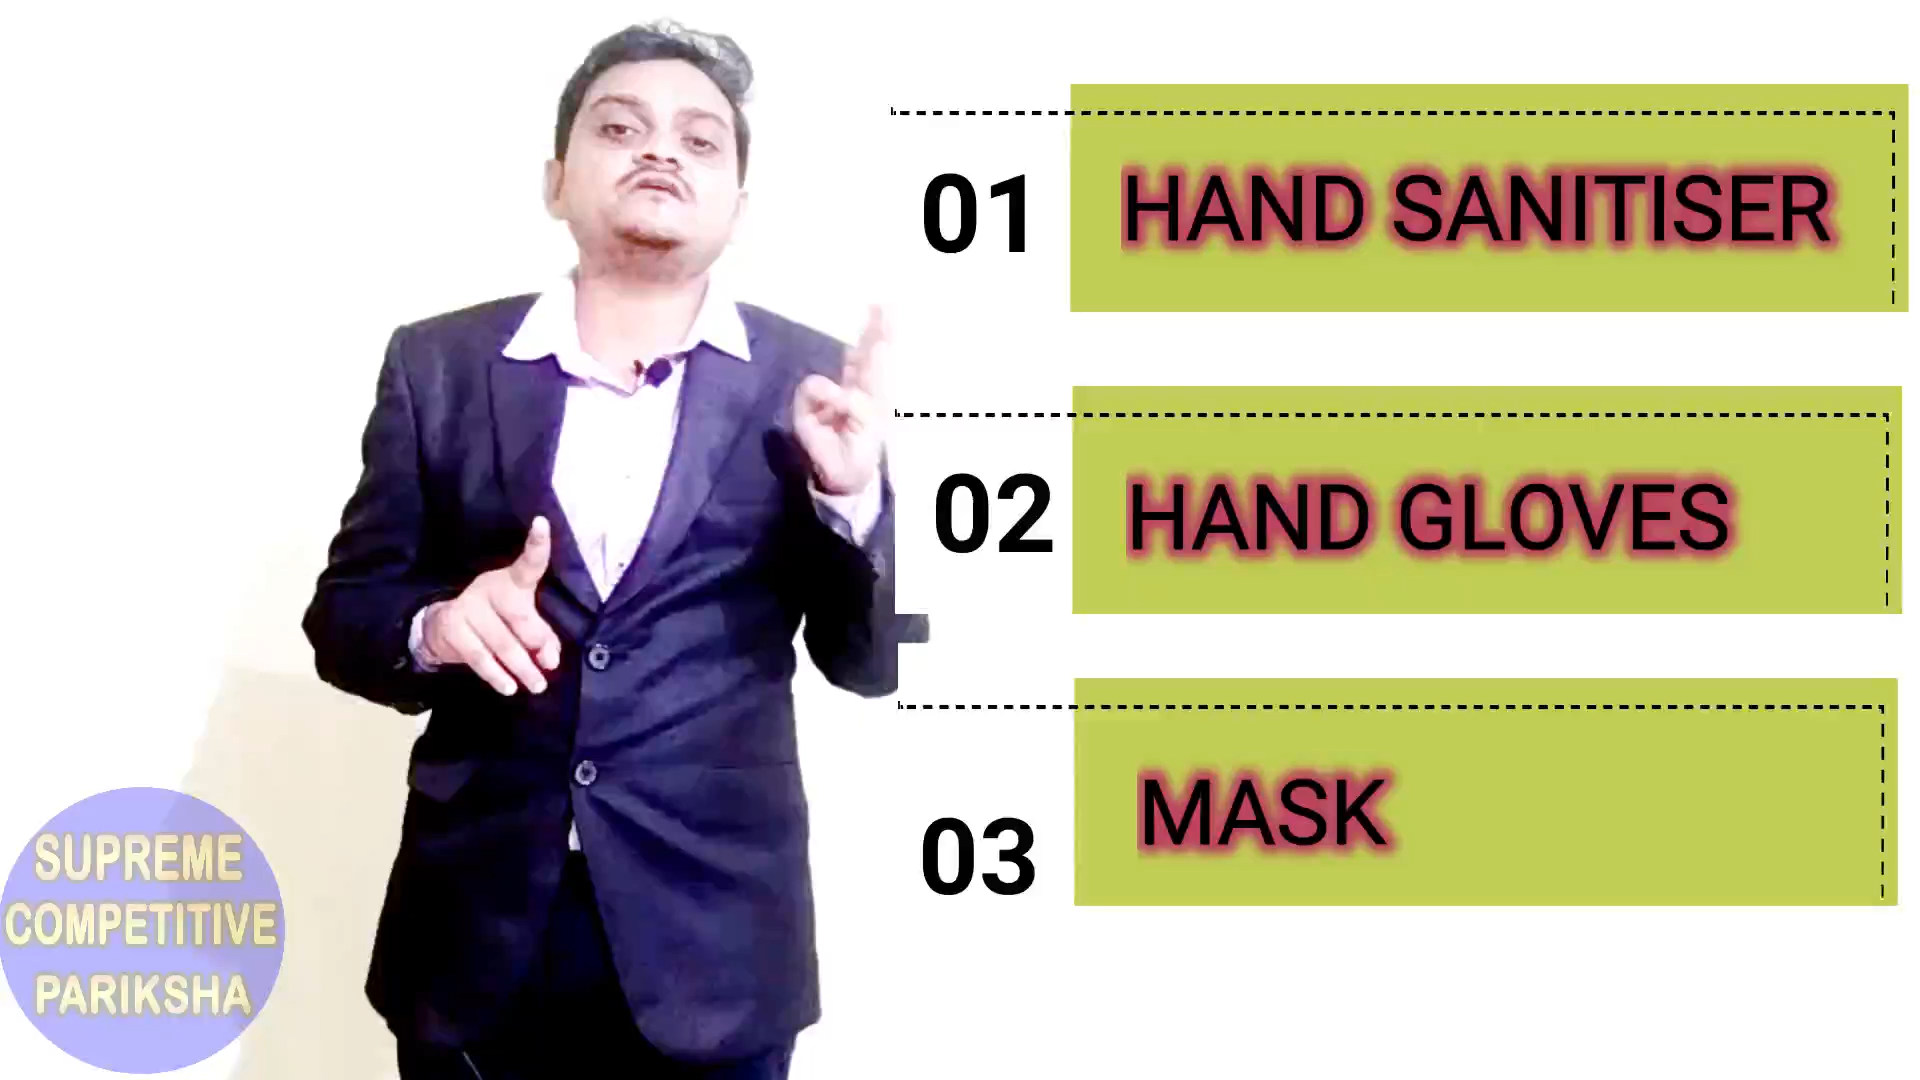 01 HAND SANITISER
02 HAND GLOVES
03 MASK
SUPREME
COMPETITIVE
PARIKSHA